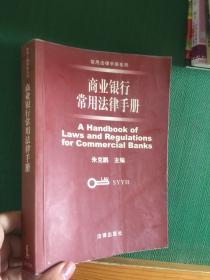 常用法律手册系列
商业银行
常用法律手册
A Handbook of
Laws and Regulations
for Commercial Banks
朱克鹏 主编
LAW
SYYH
法律出版社
商业银行常用法律手册